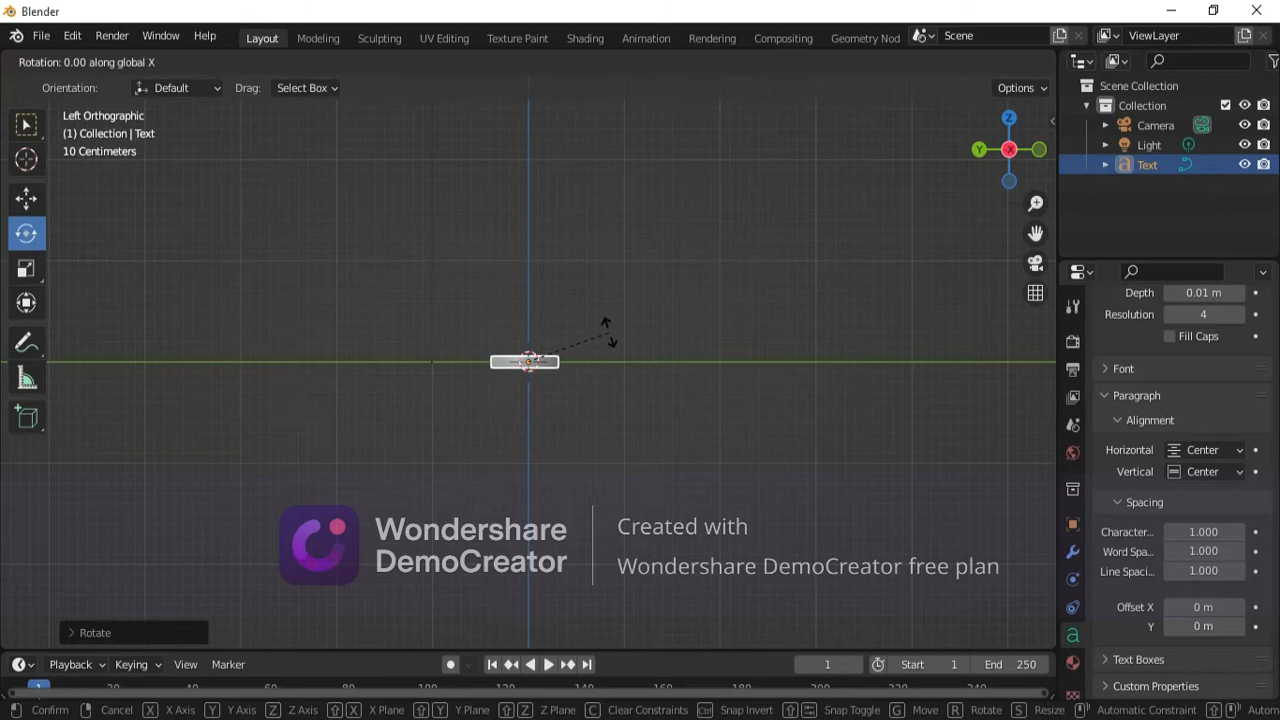 Blender
File Edit Render Window Help
Layout Modeling Sculpting UV Editing Texture Paint Shading Animation Rendering Compositing Geometry Nod
Scene ViewLayer
Rotation: 0.00 along global X
Orientation: Default Drag: Select Box Options
Left Orthographic
(1) Collection | Text
10 Centimeters
Z
Y
X
Scene Collection
Collection
Camera
Light
Text
Depth 0.01 m
Resolution 4
Fill Caps
Font
Paragraph
Alignment
Horizontal Center
Vertical Center
Spacing
Character... 1.000
Word Spa... 1.000
Line Spaci... 1.000
Offset X 0 m
Y 0 m
Text Boxes
Custom Properties
Wondershare
DemoCreator
Created with
Wondershare DemoCreator free plan
Rotate
Playback Keying View Marker 1 Start 1 End 250
Confirm Cancel X X Axis Y Y Axis Z Z Axis X X Plane Y Y Plane Z Z Plane C Clear Constraints Ctrl Snap Invert Snap Toggle G Move R Rotate S Resize Automatic Constraint Autom